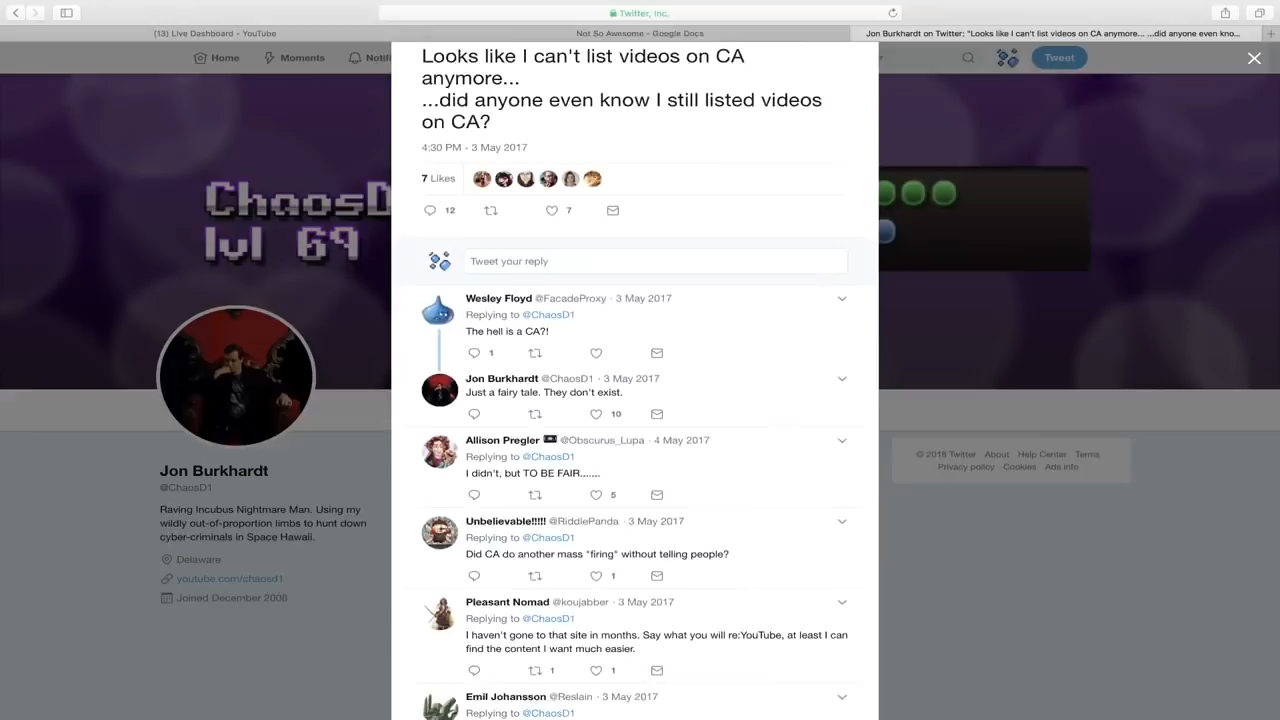 Twitter, Inc.
(13) Live Dashboard - YouTube
Not So Awesome - Google Docs
Jon Burkhardt on Twitter: "Looks like I can't list videos on CA anymore... ...did anyone even kno...
Home
Moments
Notifi
Tweet
ChaosD
lvl 69
Looks like I can't list videos on CA
anymore...
...did anyone even know I still listed videos
on CA?
4:30 PM - 3 May 2017
7 Likes
12
7
Tweet your reply
Wesley Floyd @FacadeProxy · 3 May 2017
Replying to @ChaosD1
The hell is a CA?!
1
Jon Burkhardt @ChaosD1 · 3 May 2017
Just a fairy tale. They don't exist.
10
Allison Pregler @Obscurus_Lupa · 4 May 2017
Replying to @ChaosD1
I didn't, but TO BE FAIR.......
5
Unbelievable!!!!! @RiddlePanda · 3 May 2017
Replying to @ChaosD1
Did CA do another mass "firing" without telling people?
1
Pleasant Nomad @koujabber · 3 May 2017
Replying to @ChaosD1
I haven't gone to that site in months. Say what you will re:YouTube, at least I can
find the content I want much easier.
1
1
Emil Johansson @Reslain · 3 May 2017
Replying to @ChaosD1
Jon Burkhardt
@ChaosD1
Raving Incubus Nightmare Man. Using my
wildly out-of-proportion limbs to hunt down
cyber-criminals in Space Hawaii.
Delaware
youtube.com/chaosd1
Joined December 2008
© 2018 Twitter About Help Center Terms
Privacy policy Cookies Ads info